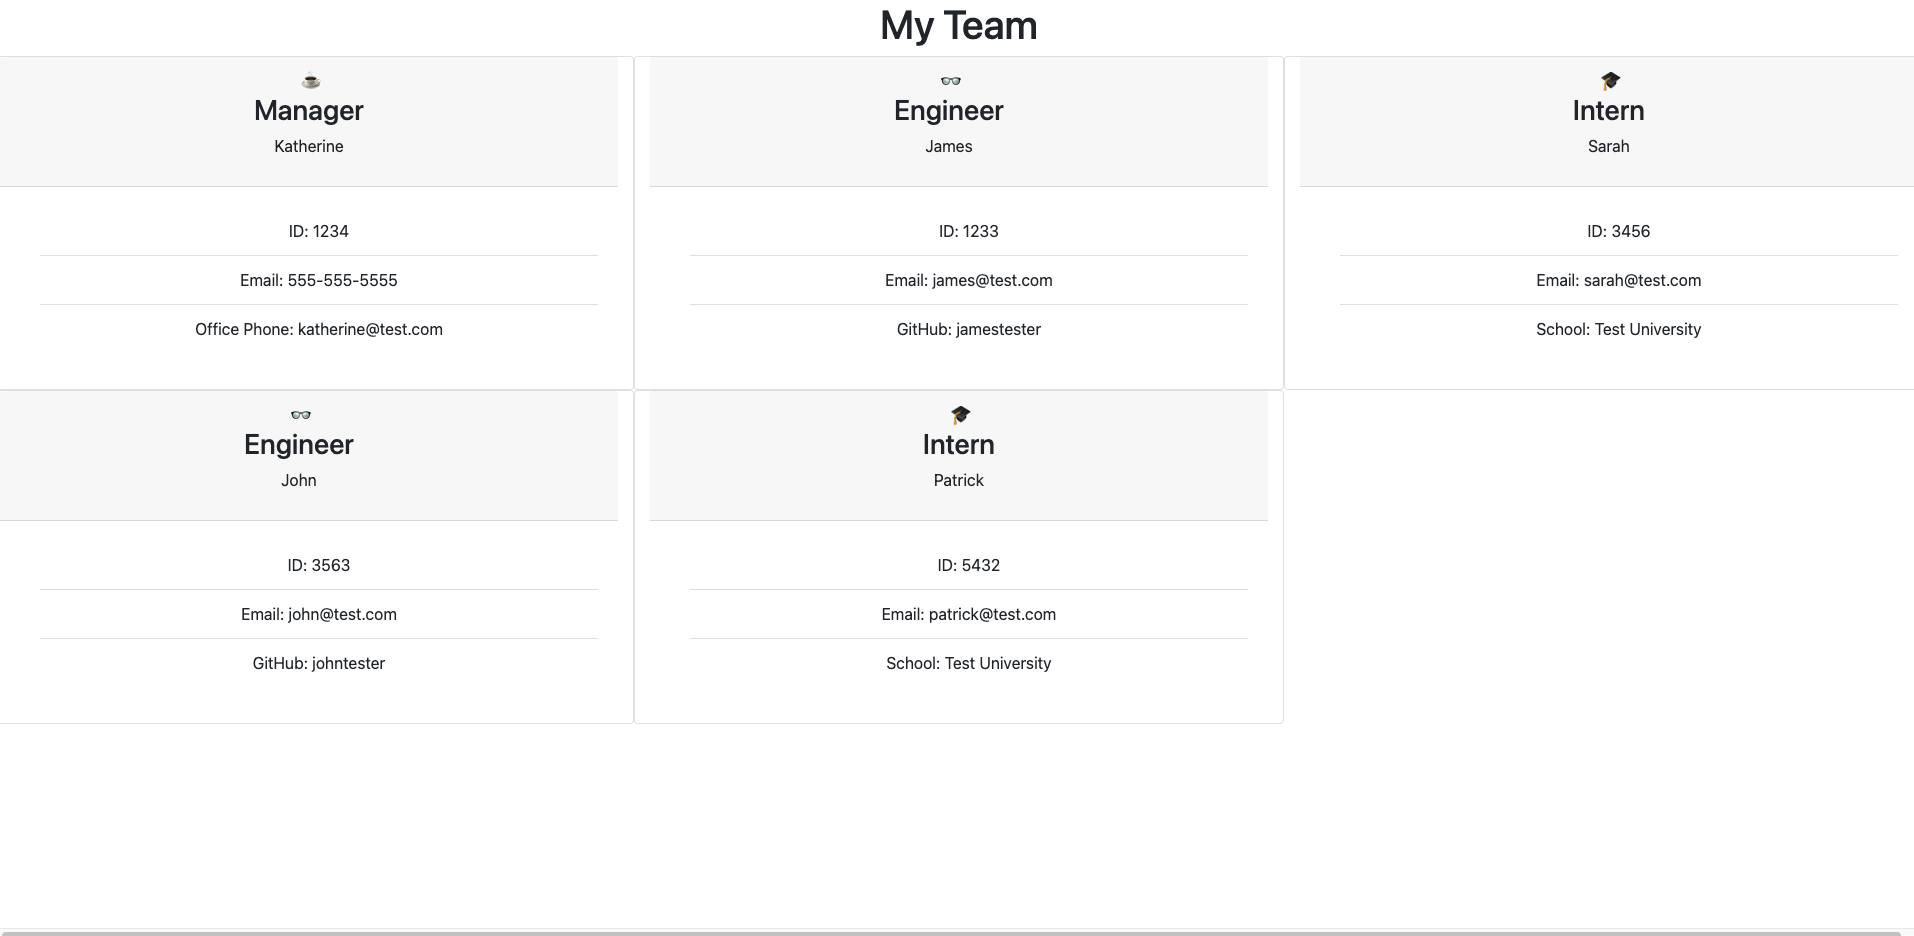 My Team
Manager
Katherine
ID: 1234
Email: 555-555-5555
Office Phone: katherine@test.com
Engineer
James
ID: 1233
Email: james@test.com
GitHub: jamestester
Intern
Sarah
ID: 3456
Email: sarah@test.com
School: Test University
Engineer
John
ID: 3563
Email: john@test.com
GitHub: johntester
Intern
Patrick
ID: 5432
Email: patrick@test.com
School: Test University